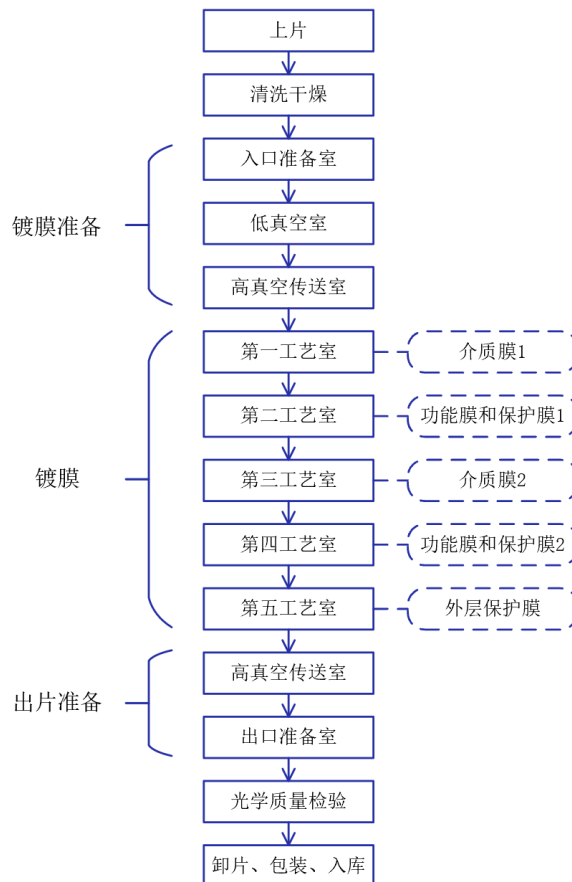 上片
清洗干燥
入口准备室
镀膜准备
低真空室
高真空传送室
第一工艺室
介质膜1
第二工艺室
功能膜和保护膜1
镀膜
第三工艺室
介质膜2
第四工艺室
功能膜和保护膜2
第五工艺室
外层保护膜
高真空传送室
出片准备
出口准备室
光学质量检验
卸片、包装、入库